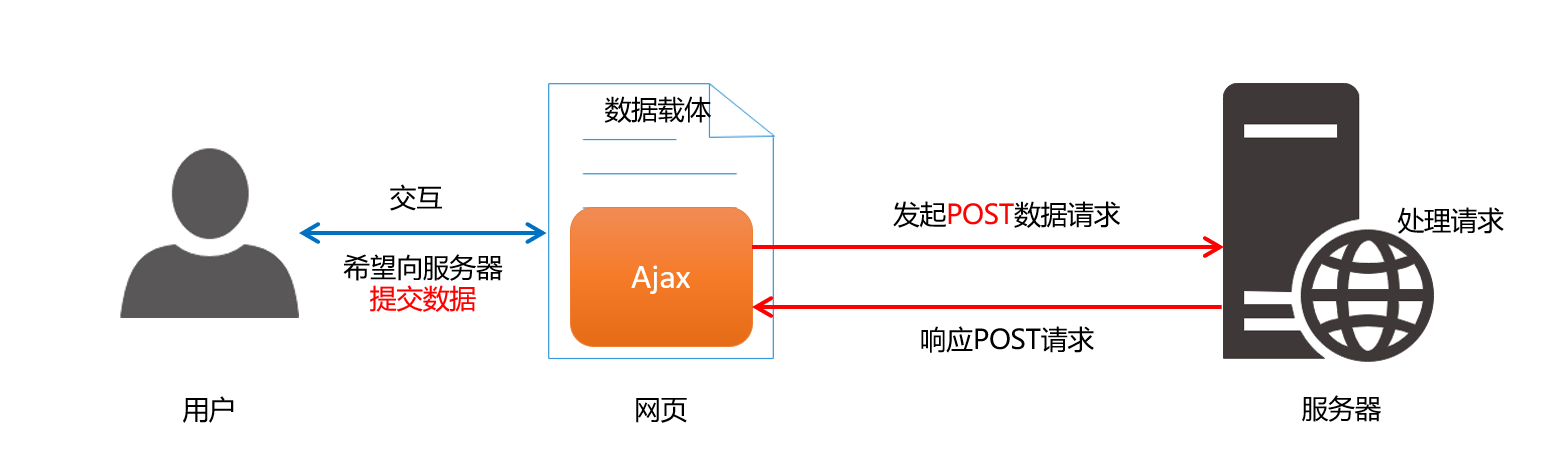 数据载体
交互
希望向服务器
提交数据
Ajax
发起POST数据请求
响应POST请求
处理请求
用户
网页
服务器